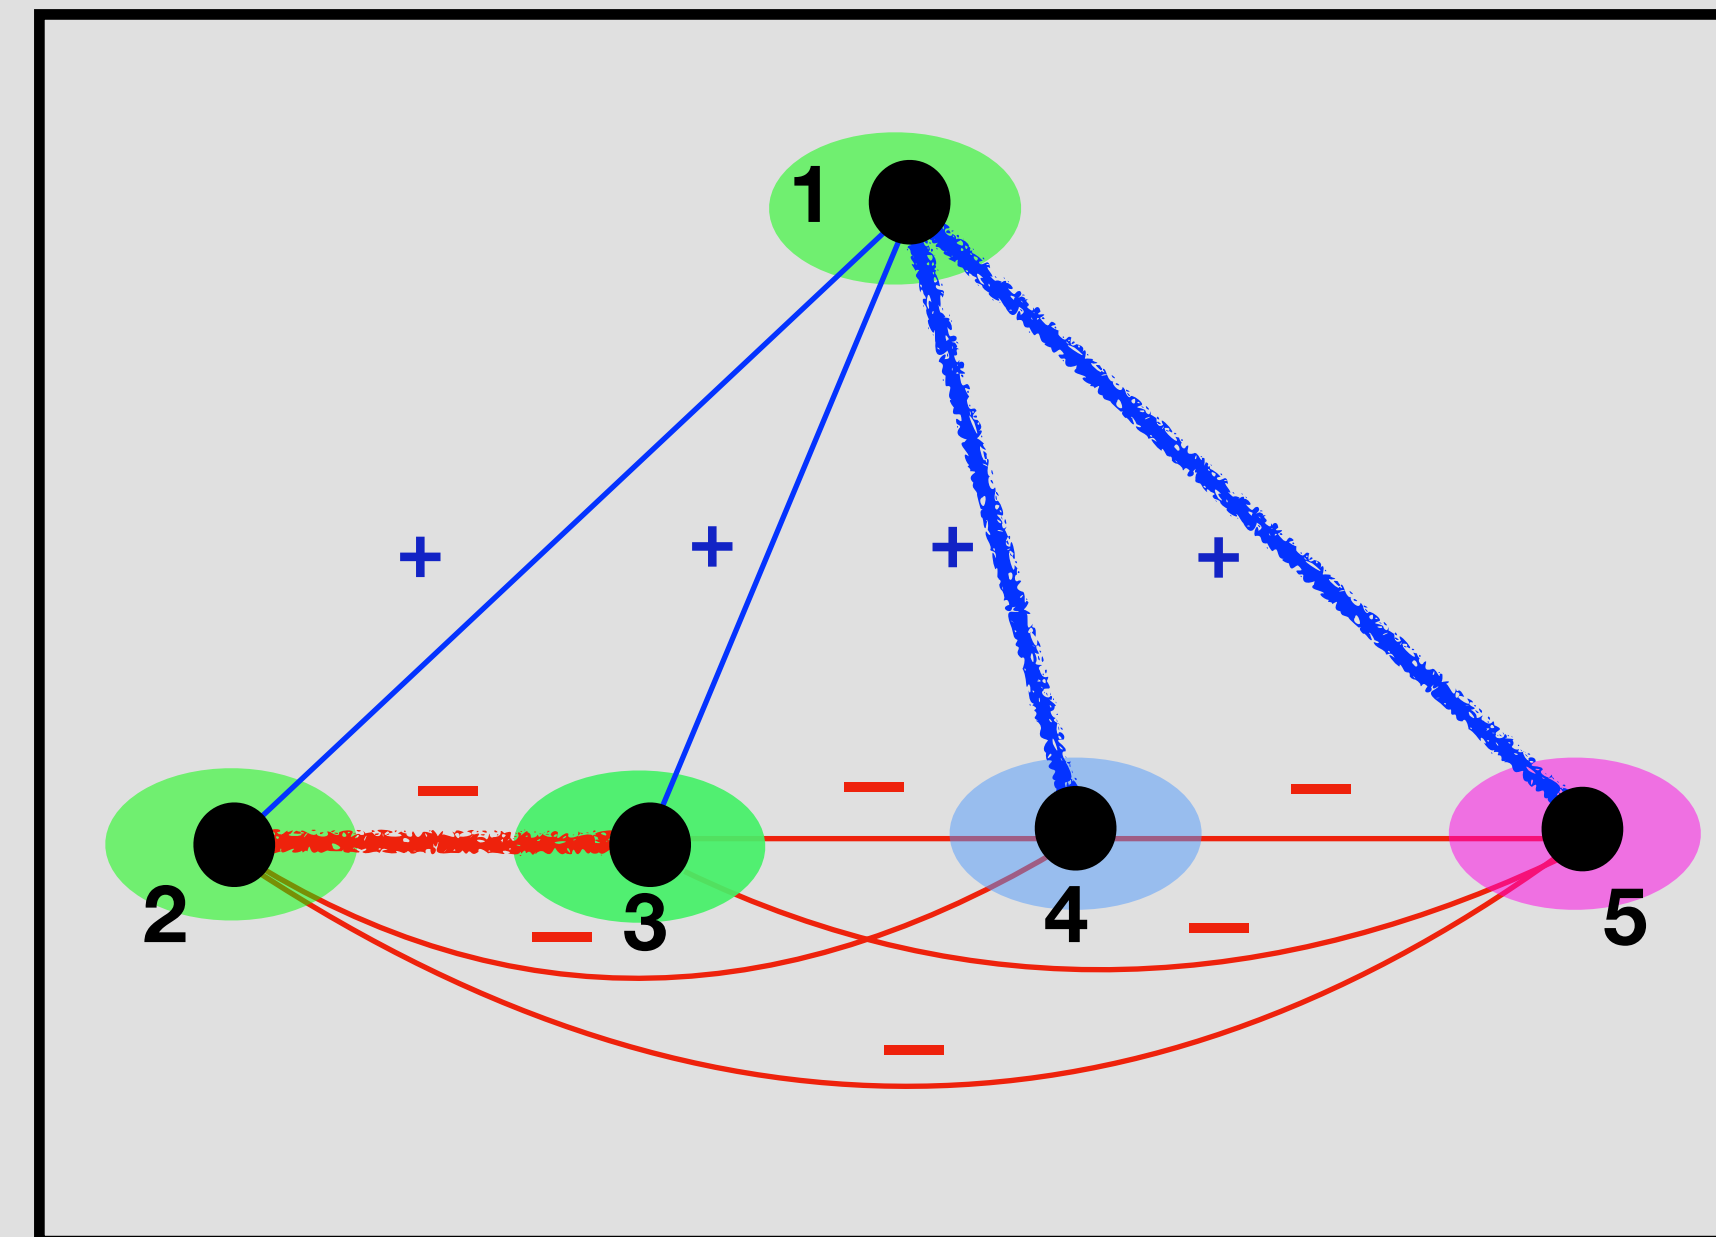 1
+ + + +
— — —
2 3 4 5
— —
—